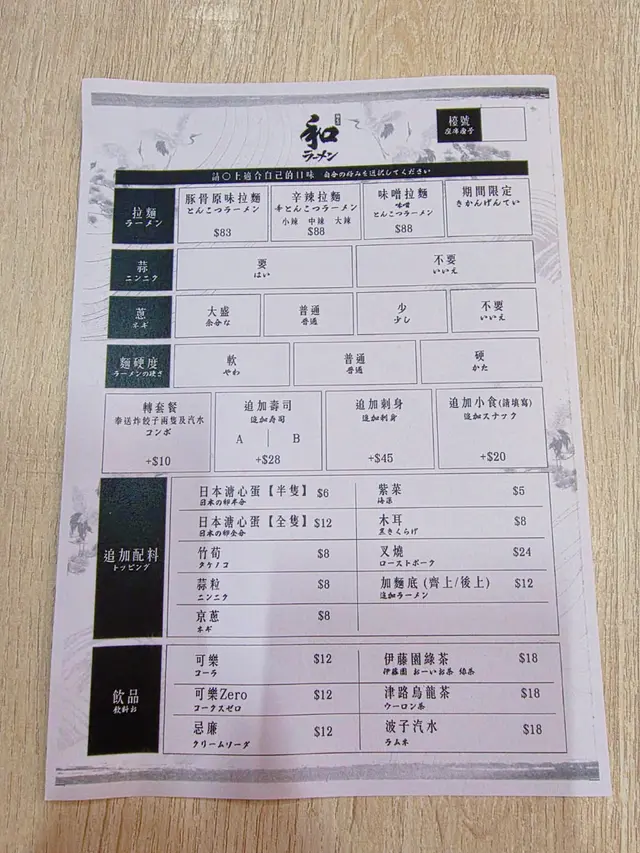 和
ラーメン
檯號
座席番号
請〇上適合自己的口味 自分の好みを選択してください
拉麵
ラーメン
豚骨原味拉麵
とんこつラーメン
$83
辛辣拉麵
辛とんこつラーメン
小辣 中辣 大辣
$88
味噌拉麵
味噌
とんこつラーメン
$88
期間限定
きかんげんてい
蒜
ニンニク
要
はい
不要
いいえ
蔥
ネギ
大盛
余分な
普通
普通
少
少し
不要
いいえ
麵硬度
ラーメンの硬さ
軟
やわ
普通
普通
硬
かた
轉套餐
奉送炸餃子兩隻及汽水
コンボ
+$10
追加壽司
追加寿司
A | B
+$28
追加刺身
追加刺身
+$45
追加小食(請填寫)
追加スナック
+$20
追加配料
トッピング
日本溏心蛋【半隻】 $6
日本の卵半分
紫菜 $5
海藻
日本溏心蛋【全隻】 $12
日本の卵全分
木耳 $8
黒きくらげ
竹荀 $8
タケノコ
叉燒 $24
ローストポーク
蒜粒 $8
ニンニク
加麵底 (齊上/後上) $12
追加ラーメン
京蔥 $8
ネギ
飲品
飲料お
可樂 $12
コーラ
伊藤園綠茶 $18
伊藤園 おーいお茶 緑茶
可樂Zero $12
コークスゼロ
津路烏龍茶 $18
ウーロン茶
忌廉 $12
クリームソーダ
波子汽水 $18
ラムネ